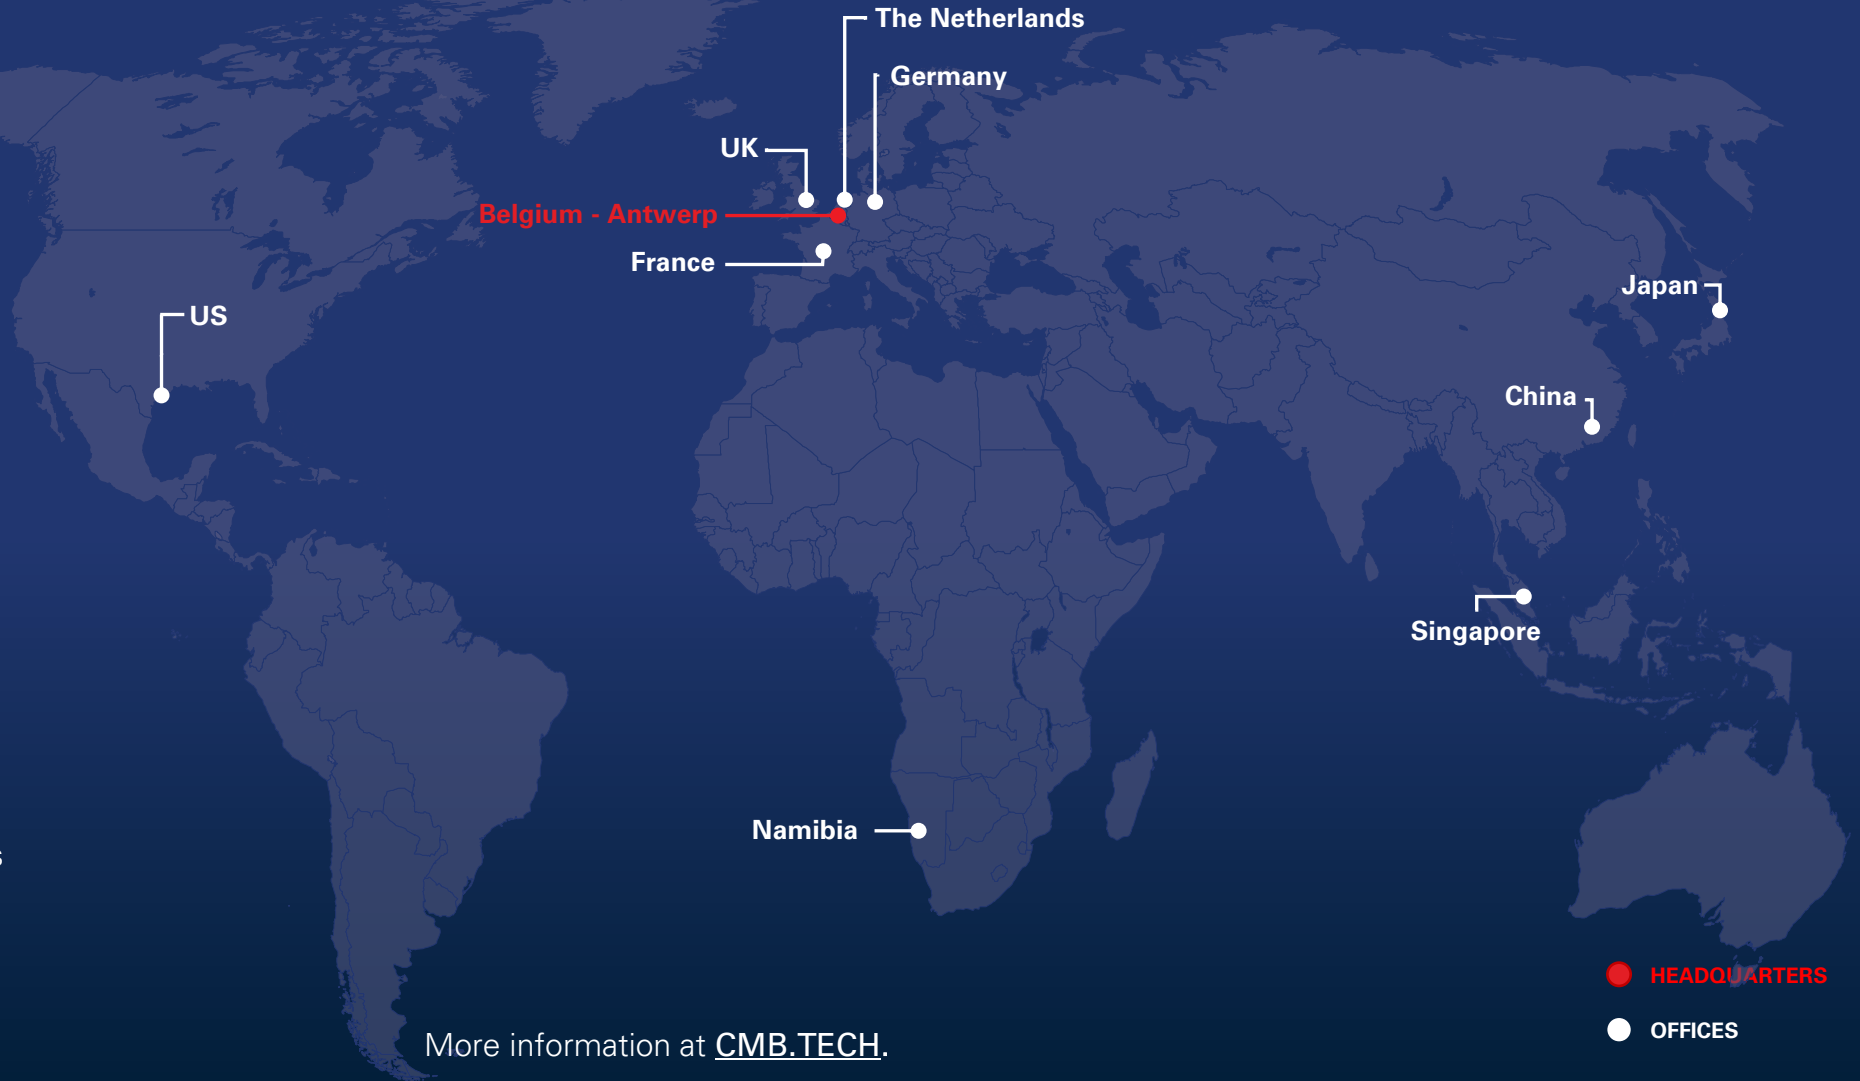 The Netherlands
Germany
UK
Belgium - Antwerp
France
US
Japan
China
Singapore
Namibia
s
HEADQUARTERS
OFFICES
More information at CMB.TECH.